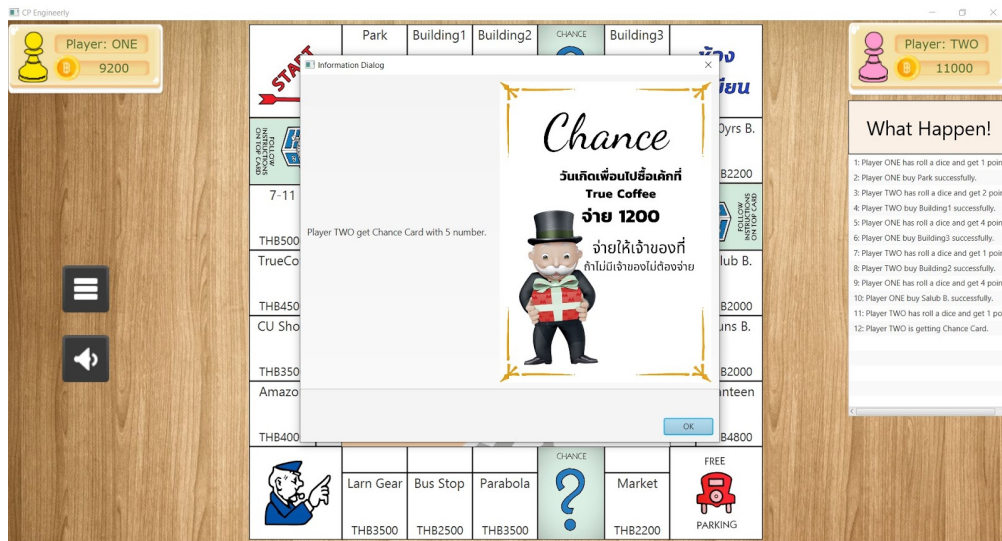 CP Engineerly
Player: ONE
9200
Player: TWO
11000
START
Park
Building1
Building2
CHANCE
Building3
FOLLOW
INSTRUCTIONS
ON TOP CARD
7-11
THB500
TrueCo
THB450
CU Sho
THB350
Amazo
THB400
Information Dialog
Player TWO get Chance Card with 5 number.
Chance
วันเกิดเพื่อนไปซื้อเค้กที่
True Coffee
จ่าย 1200
จ่ายให้เจ้าของที่
ถ้าไม่มีเจ้าของไม่ต้องจ่าย
OK
B2200
FOLLOW
INSTRUCTIONS
ON TOP CARD
lub B.
B2000
uns B.
B2000
nteen
B4800
Larn Gear
THB3500
Bus Stop
THB2500
Parabola
THB3500
CHANCE
Market
THB2200
FREE
PARKING
What Happen!
1: Player ONE has roll a dice and get 1 poin
2: Player ONE buy Park successfully.
3: Player TWO has roll a dice and get 2 poin
4: Player TWO buy Building1 successfully.
5: Player ONE has roll a dice and get 4 poin
6: Player ONE buy Building3 successfully.
7: Player TWO has roll a dice and get 1 poin
8: Player TWO buy Building2 successfully.
9: Player ONE has roll a dice and get 4 poin
10: Player ONE buy Salub B. successfully.
11: Player TWO has roll a dice and get 1 po
12: Player TWO is getting Chance Card.